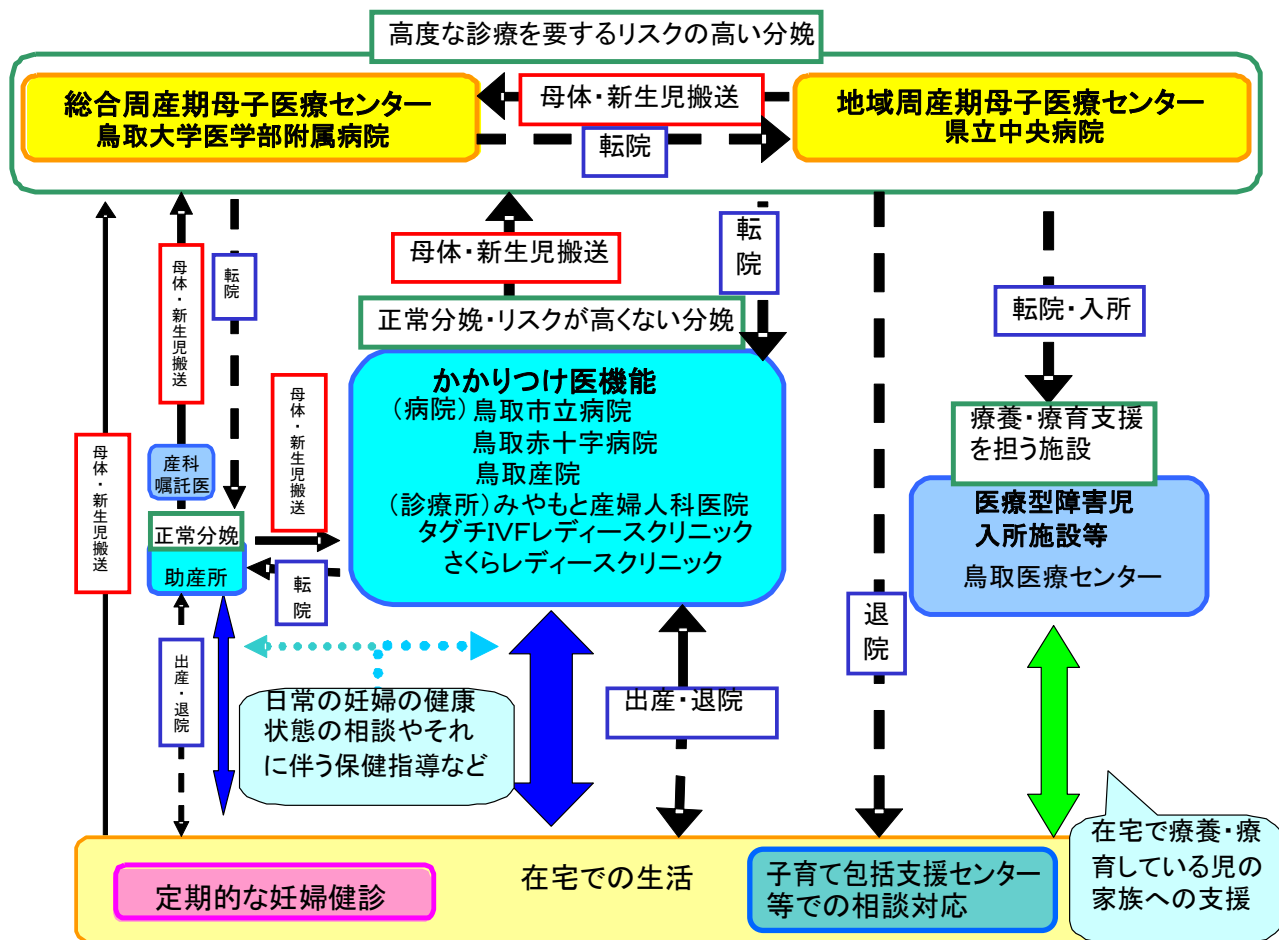 高度な診療を要するリスクの高い分娩
総合周産期母子医療センター
鳥取大学医学部附属病院
母体・新生児搬送
転院
地域周産期母子医療センター
県立中央病院
母体・新生児搬送
転院
母体・新生児搬送
転院
転院・入所
正常分娩・リスクが高くない分娩
かかりつけ医機能
（病院）鳥取市立病院
鳥取赤十字病院
鳥取産院
（診療所）みやもと産婦人科医院
タグチIVFレディースクリニック
さくらレディースクリニック
母体・新生児搬送
母体・新生児搬送
産科
嘱託医
正常分娩
助産所
転院
療養・療育支援
を担う施設
医療型障害児
入所施設等
鳥取医療センター
退院
出産・退院
出産・退院
日常の妊婦の健康
状態の相談やそれ
に伴う保健指導など
在宅での生活
定期的な妊婦健診
子育て包括支援センター
等での相談対応
在宅で療養・療
育している児の
家族への支援